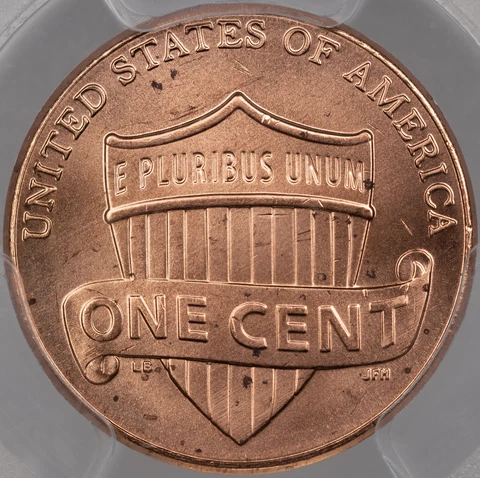 UNITED STATES OF AMERICA
E PLURIBUS UNUM
ONE CENT
LB
JFM